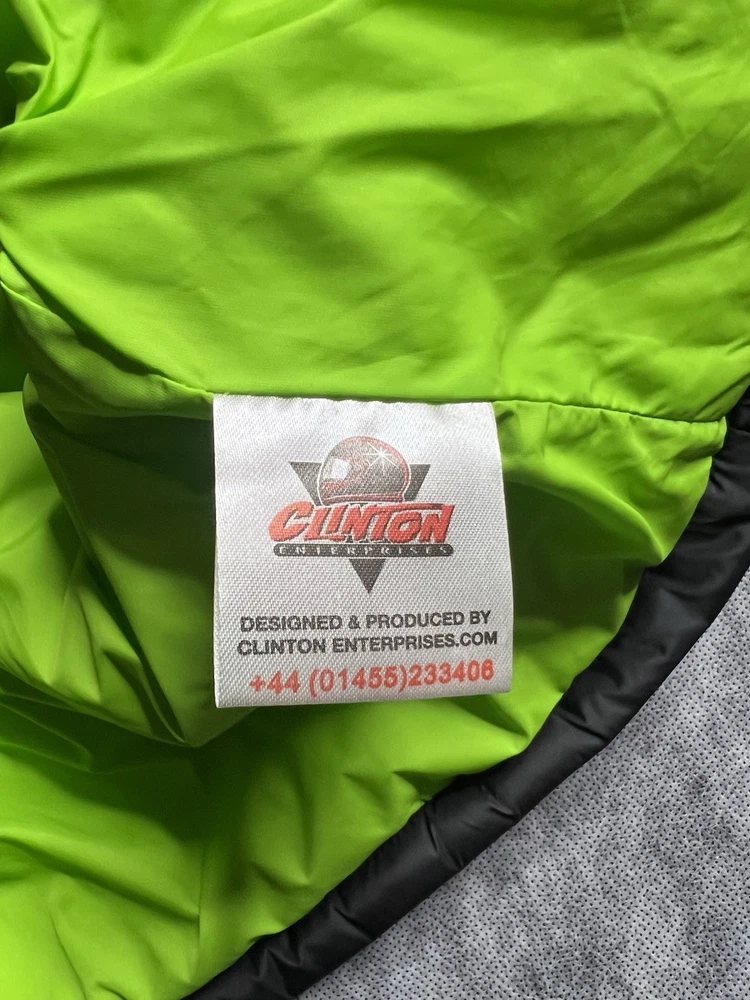 CLINTON
ENTERPRISES
DESIGNED & PRODUCED BY
CLINTON ENTERPRISES.COM
+44 (01455)233406